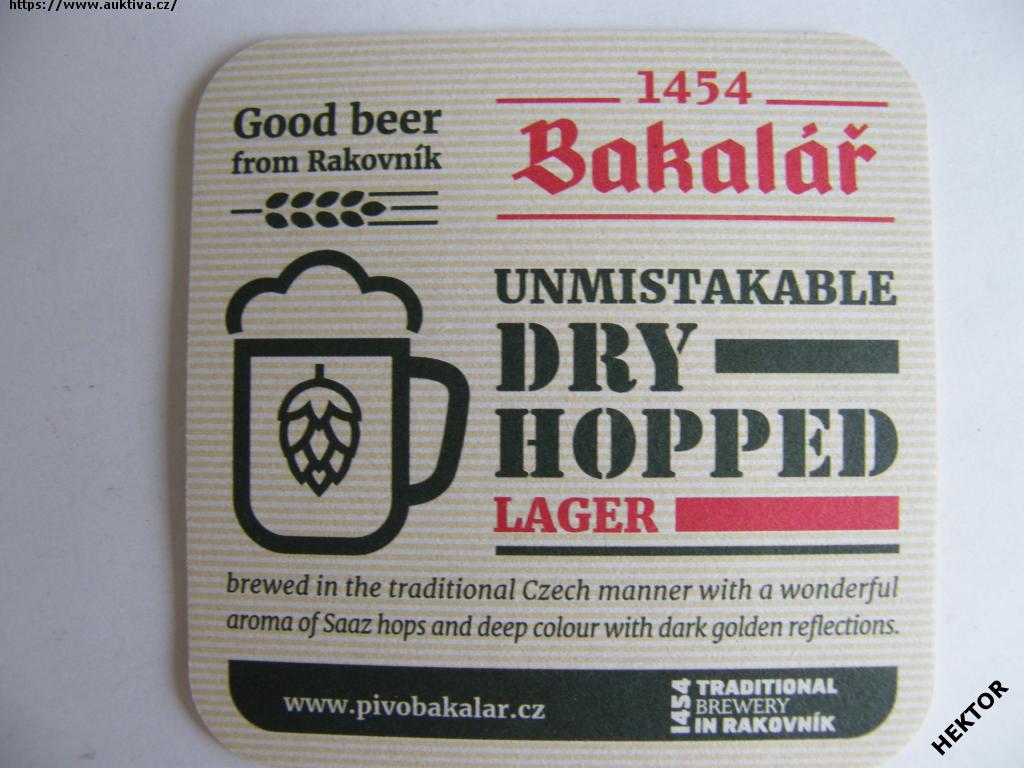 https://www.auktiva.cz/
Good beer
from Rakovník
1454
Bakalář
UNMISTAKABLE
DRY
HOPPED
LAGER
brewed in the traditional Czech manner with a wonderful
aroma of Saaz hops and deep colour with dark golden reflections.
www.pivobakalar.cz
1454
TRADITIONAL
BREWERY
IN RAKOVNÍK
HEKTOR